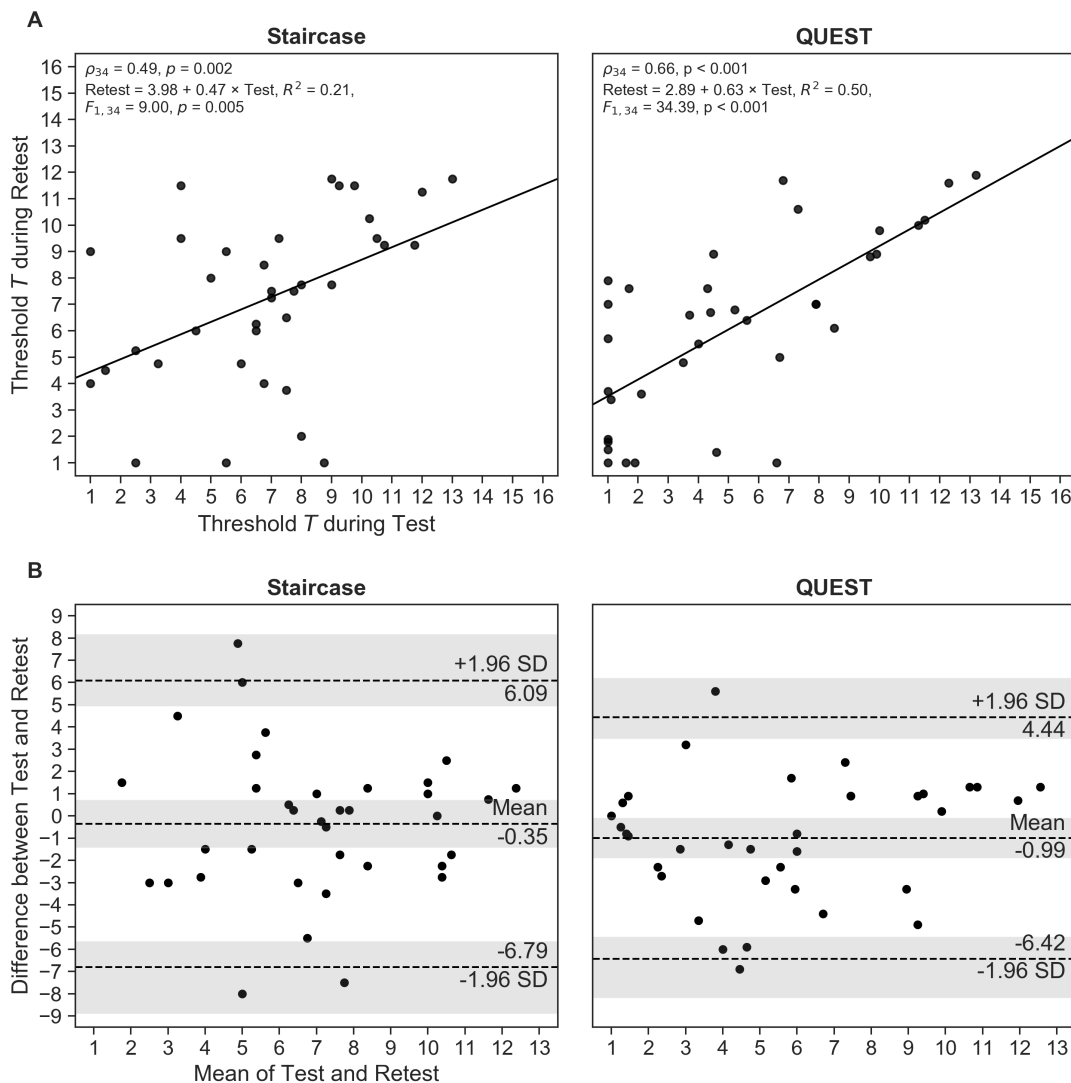 A
Staircase
QUEST
ρ34 = 0.49, p = 0.002
Retest = 3.98 + 0.47 × Test, R² = 0.21,
F1, 34 = 9.00, p = 0.005
ρ34 = 0.66, p < 0.001
Retest = 2.89 + 0.63 × Test, R² = 0.50,
F1, 34 = 34.39, p < 0.001
Threshold T during Retest
16
15
14
13
12
11
10
9
8
7
6
5
4
3
2
1
1 2 3 4 5 6 7 8 9 10 11 12 13 14 15 16
1 2 3 4 5 6 7 8 9 10 11 12 13 14 15 16
Threshold T during Test
B
Staircase
QUEST
Difference between Test and Retest
9
8
7
6
5
4
3
2
1
0
−1
−2
−3
−4
−5
−6
−7
−8
−9
+1.96 SD
6.09
Mean
-0.35
-6.79
-1.96 SD
+1.96 SD
4.44
Mean
-0.99
-6.42
-1.96 SD
1 2 3 4 5 6 7 8 9 10 11 12 13
1 2 3 4 5 6 7 8 9 10 11 12 13
Mean of Test and Retest